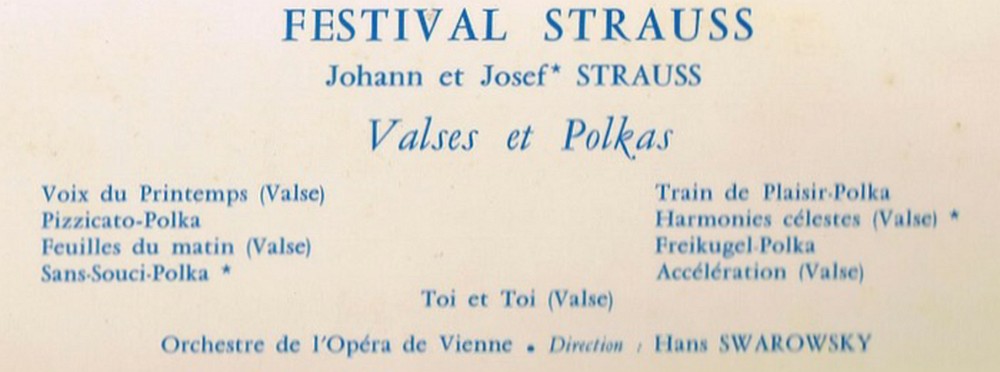 FESTIVAL STRAUSS
Johann et Josef* STRAUSS
Valses et Polkas
Voix du Printemps (Valse)
Pizzicato-Polka
Feuilles du matin (Valse)
Sans-Souci-Polka *
Train de Plaisir-Polka
Harmonies célestes (Valse) *
Freikugel-Polka
Accélération (Valse)
Toi et Toi (Valse)
Orchestre de l'Opéra de Vienne • Direction : Hans SWAROWSKY